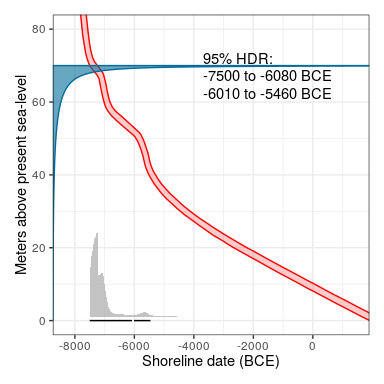 80
95% HDR:
-7500 to -6080 BCE
-6010 to -5460 BCE
60
40
20
0
Meters above present sea-level
-8000 -6000 -4000 -2000 0
Shoreline date (BCE)